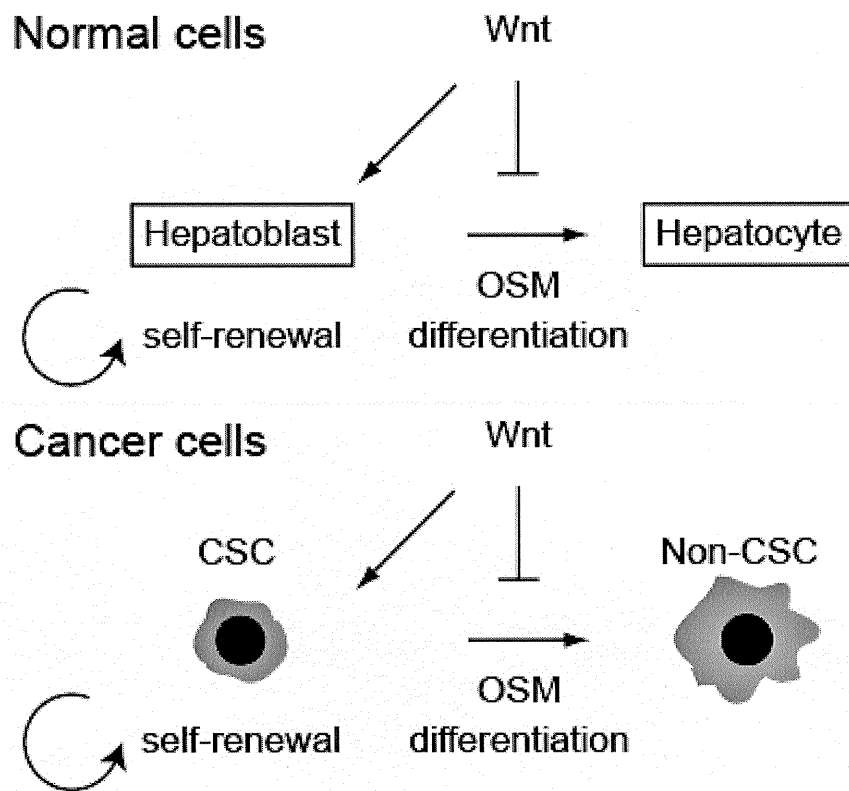 Normal cells
Wnt
Hepatoblast
Hepatocyte
OSM
self-renewal
differentiation
Cancer cells
Wnt
CSC
Non-CSC
OSM
self-renewal
differentiation